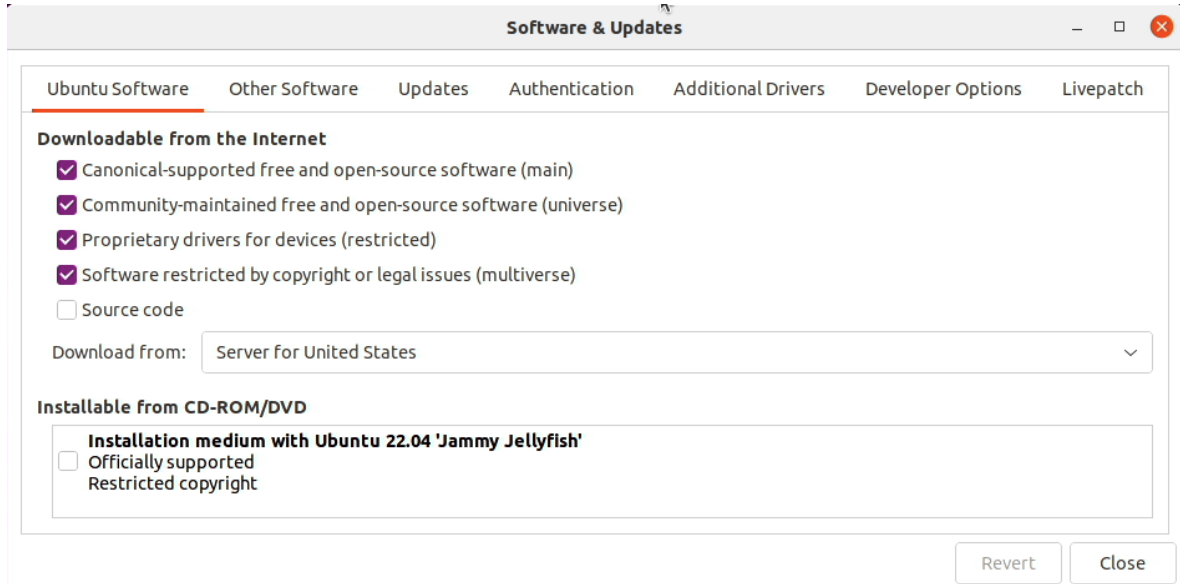 Software & Updates
Ubuntu Software Other Software Updates Authentication Additional Drivers Developer Options Livepatch
Downloadable from the Internet
Canonical-supported free and open-source software (main)
Community-maintained free and open-source software (universe)
Proprietary drivers for devices (restricted)
Software restricted by copyright or legal issues (multiverse)
Source code
Download from: Server for United States
Installable from CD-ROM/DVD
Installation medium with Ubuntu 22.04 'Jammy Jellyfish'
Officially supported
Restricted copyright
Revert Close